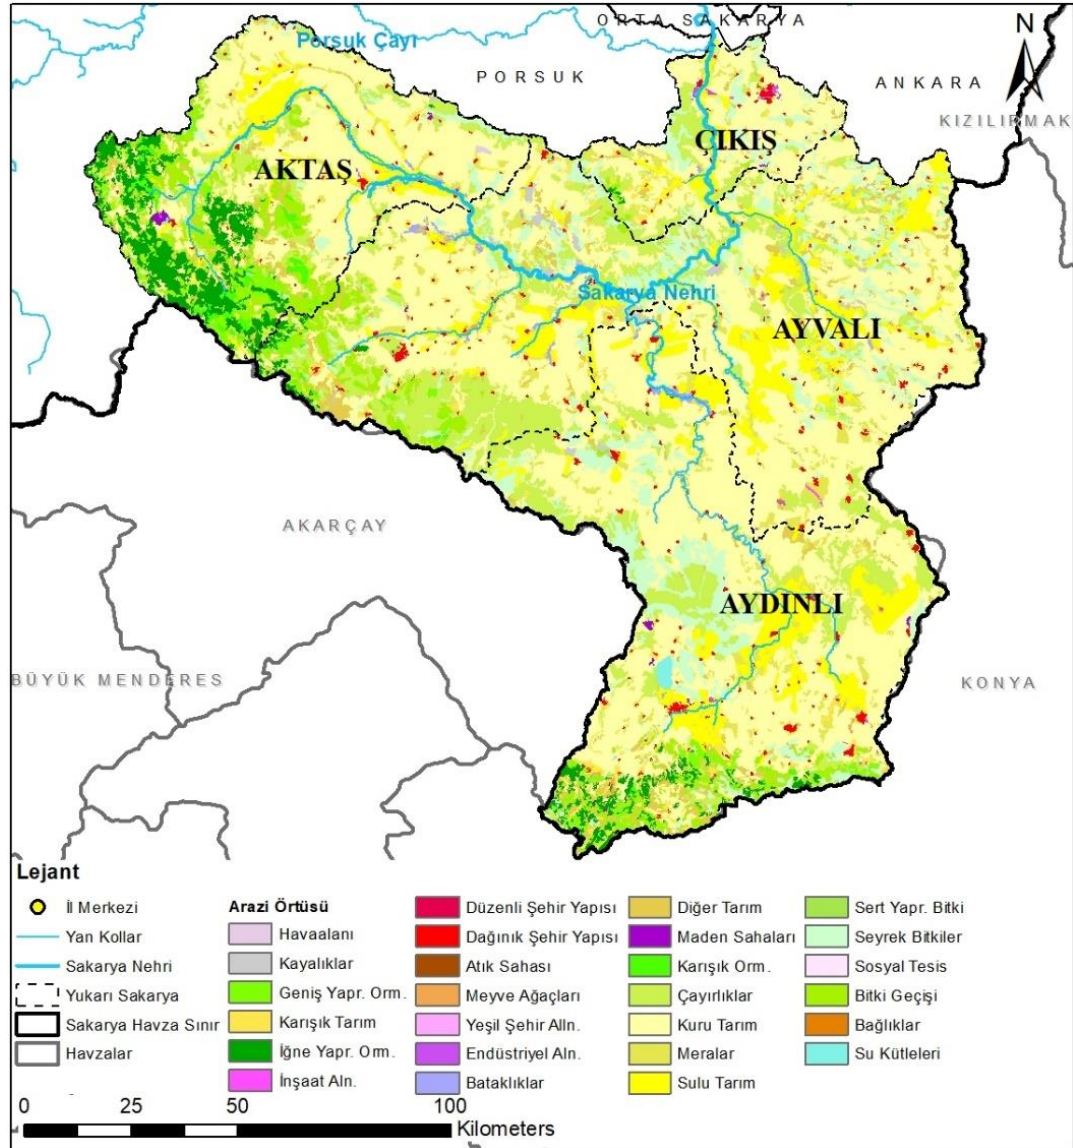 ORTA SAKARYA
Porsuk Çayı
N
PORSUK
ANKARA
KIZILIRMAK
ÇIKIŞ
AKTAŞ
Sakarya Nehri
AYVALI
AKARÇAY
AYDINLI
BÜYÜK MENDERES
KONYA
Lejant
İl Merkezi
Yan Kollar
Sakarya Nehri
Yukarı Sakarya
Sakarya Havza Sınır
Havzalar
Arazi Örtüsü
Havaalanı
Kayalıklar
Geniş Yapr. Orm.
Karışık Tarım
İğne Yapr. Orm.
İnşaat Aln.
Düzenli Şehir Yapısı
Dağınık Şehir Yapısı
Atık Sahası
Meyve Ağaçları
Yeşil Şehir Alln.
Endüstriyel Aln.
Bataklıklar
Diğer Tarım
Maden Sahaları
Karışık Orm.
Çayırlıklar
Kuru Tarım
Meralar
Sulu Tarım
Sert Yapr. Bitki
Seyrek Bitkiler
Sosyal Tesis
Bitki Geçişi
Bağlıklar
Su Kütleleri
0 25 50 100
Kilometers